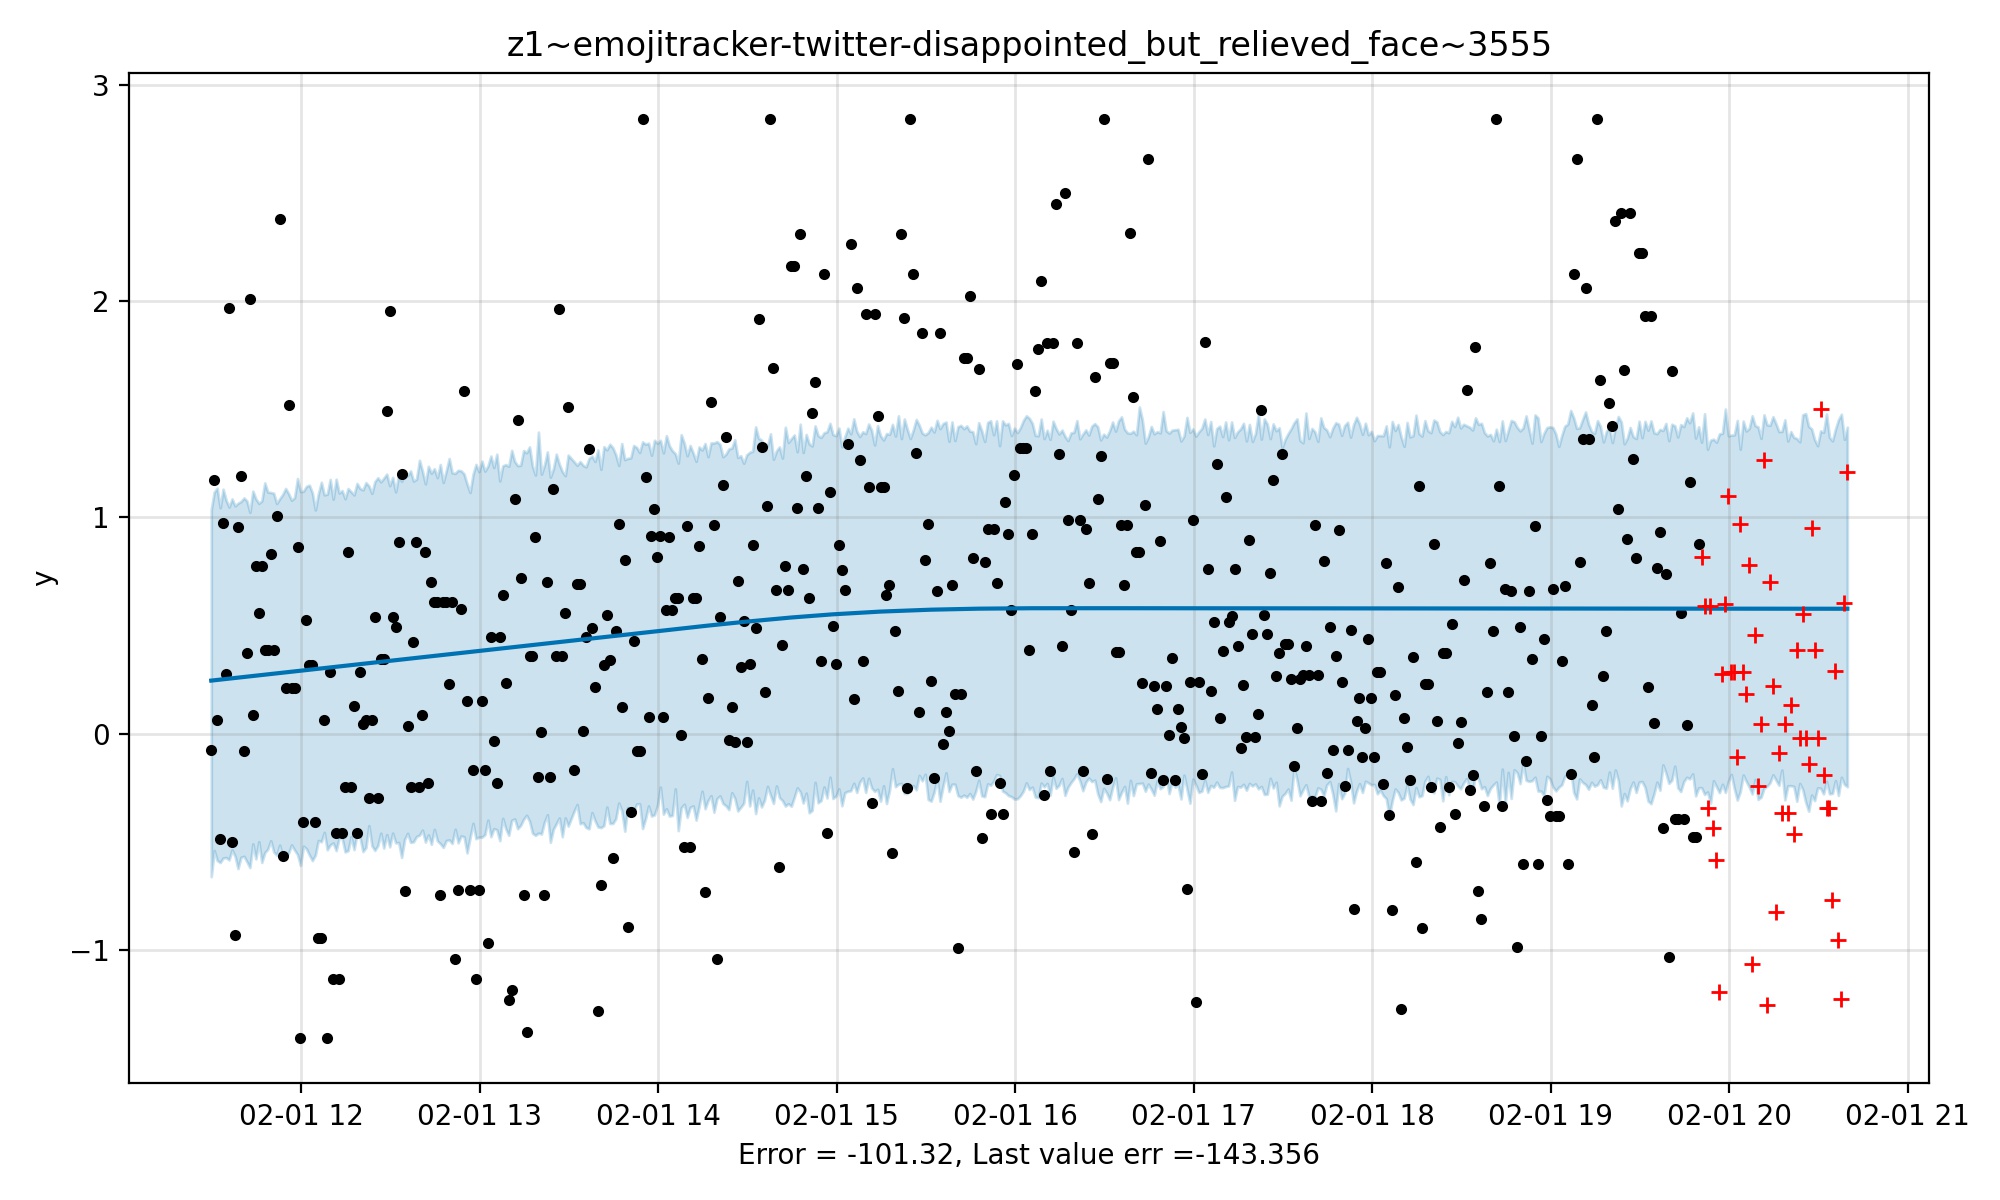 z1~emojitracker-twitter-disappointed_but_relieved_face~3555
3
2
1
0
−1
y
02-01 12 02-01 13 02-01 14 02-01 15 02-01 16 02-01 17 02-01 18 02-01 19 02-01 20 02-01 21
Error = -101.32, Last value err =-143.356